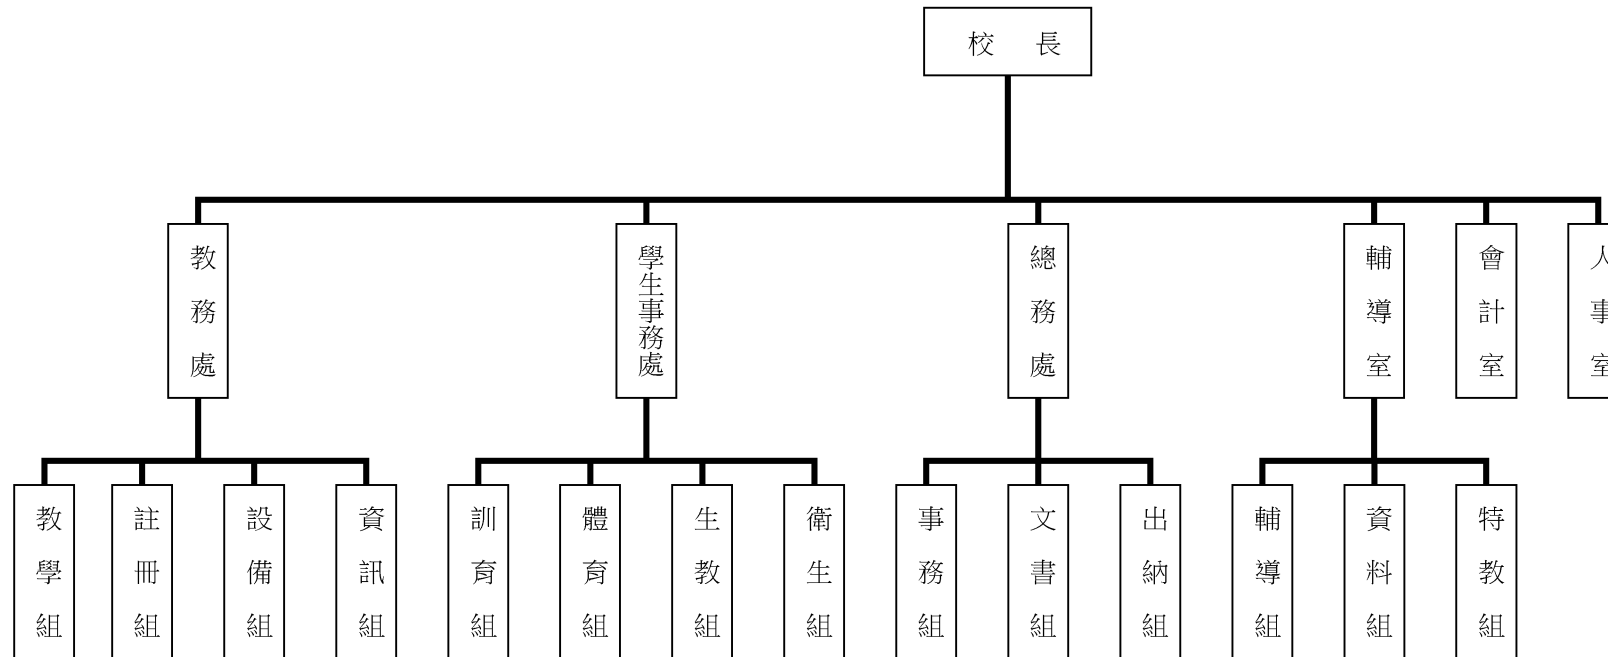 校 長
教務處
學生事務處
總務處
輔導室
會計室
人事室
教學組
註冊組
設備組
資訊組
訓育組
體育組
生教組
衛生組
事務組
文書組
出納組
輔導組
資料組
特教組